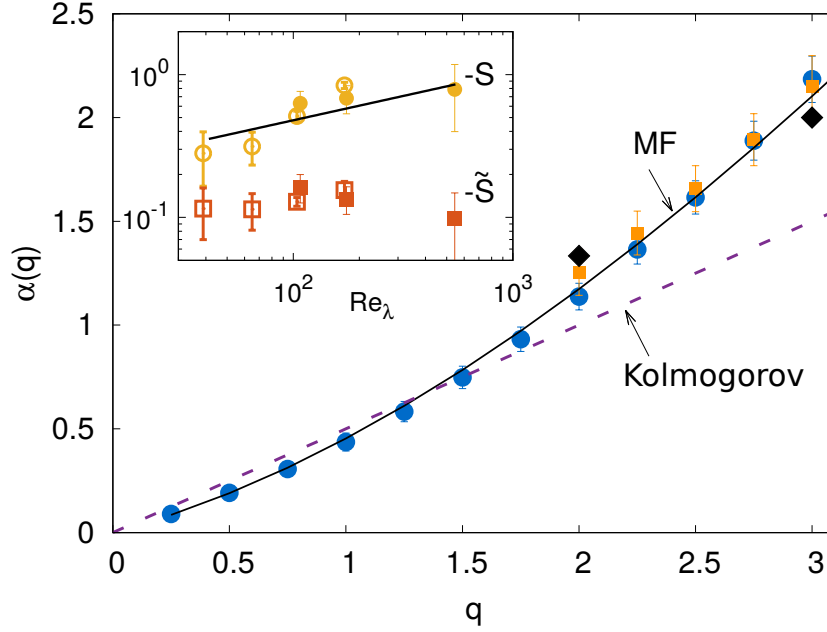 2.5
2
1.5
1
0.5
0
α(q)
0 0.5 1 1.5 2 2.5 3
q
10⁰
10⁻¹
10² 10³
Re_λ
-S
-S̃
MF
Kolmogorov